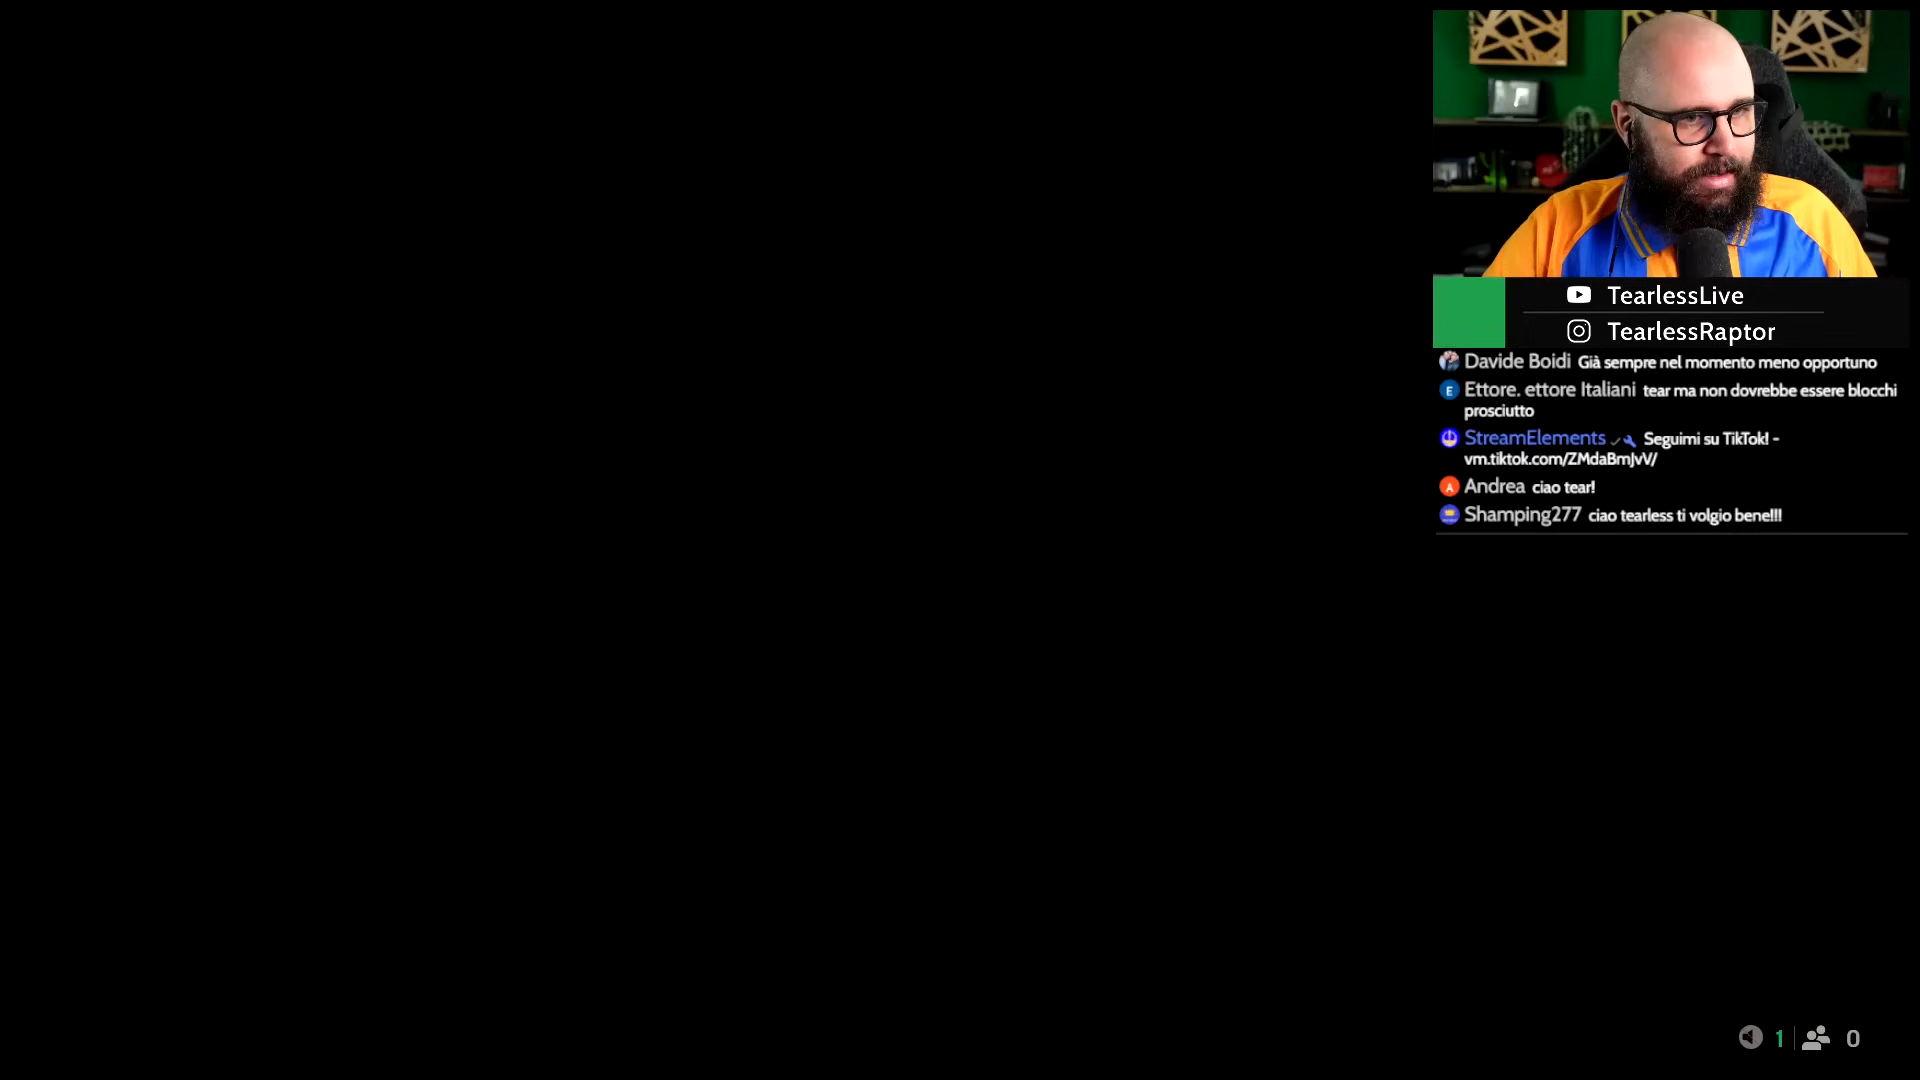 TearlessLive
TearlessRaptor
Davide Boidi Già sempre nel momento meno opportuno
E Ettore. ettore Italiani tear ma non dovrebbe essere blocchi
prosciutto
StreamElements Seguimi su TikTok! -
vm.tiktok.com/ZMdaBmJvV/
A Andrea ciao tear!
Shamping277 ciao tearless ti volgio bene!!!
1 0